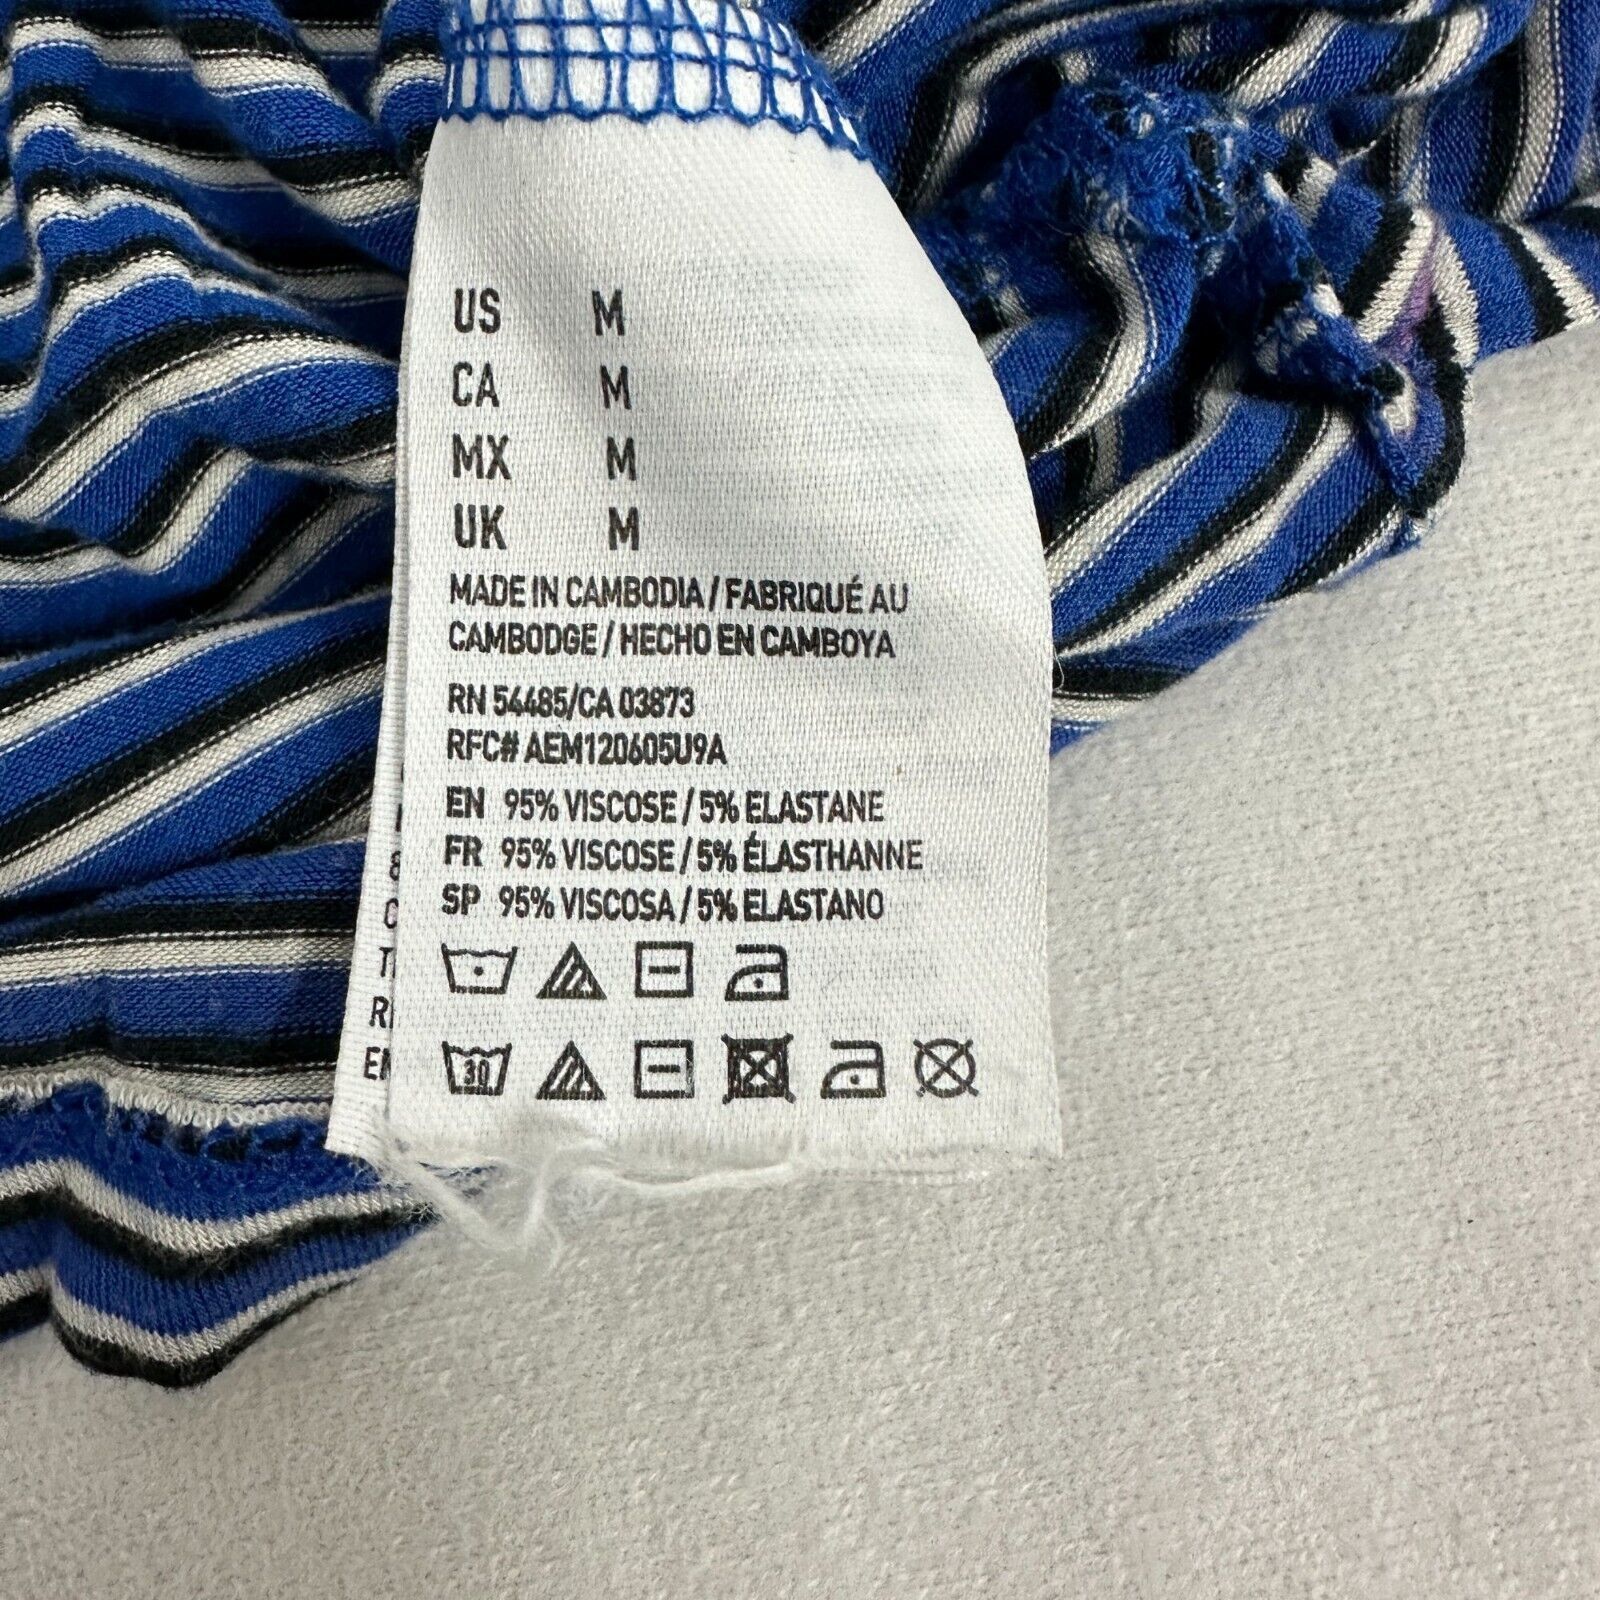 US M
CA M
MX M
UK M
MADE IN CAMBODIA / FABRIQUÉ AU
CAMBODGE / HECHO EN CAMBOYA
RN 54485/CA 03873
RFC# AEM120605U9A
EN 95% VISCOSE / 5% ELASTANE
FR 95% VISCOSE / 5% ÉLASTHANNE
SP 95% VISCOSA / 5% ELASTANO
30